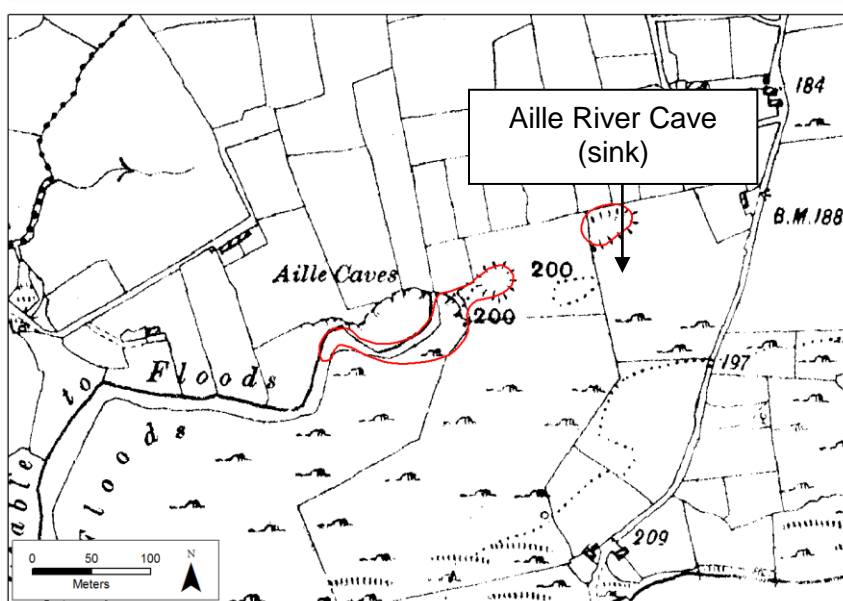 184
Aille River Cave
(sink)
B.M.188
Aille Caves
200
200
197
Floods
to
Floods
able
209
0 50 100
Meters
N